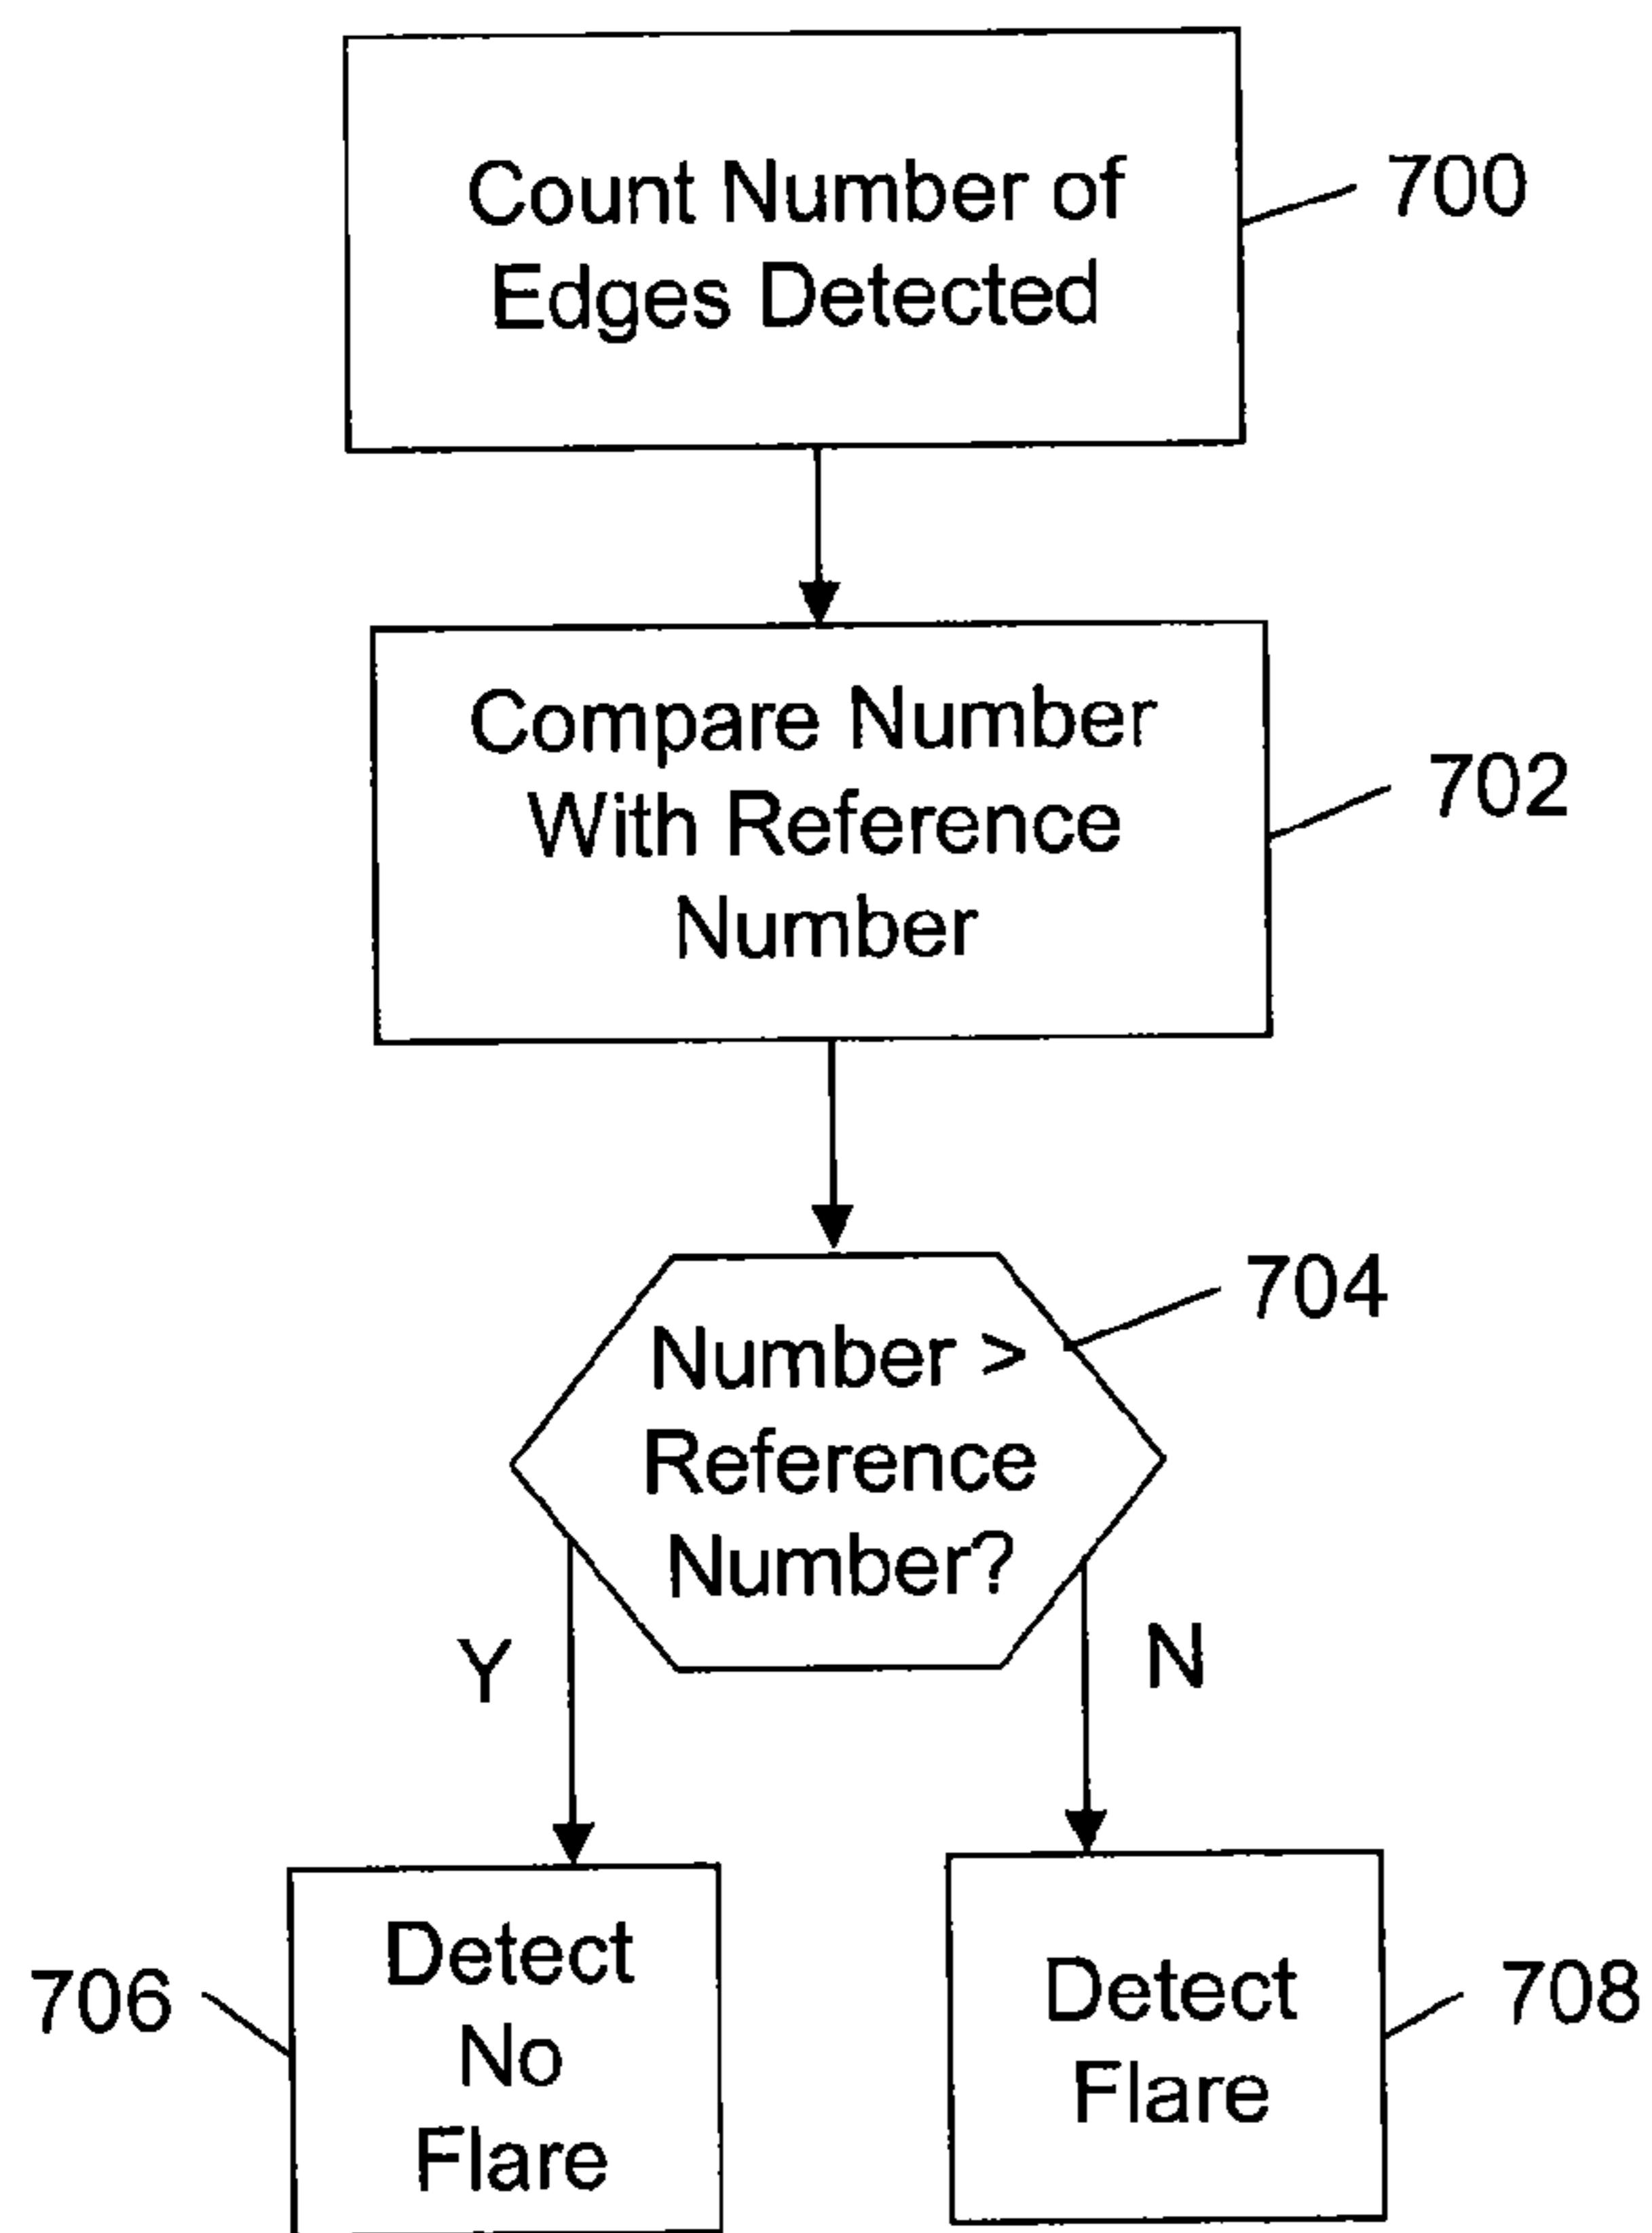 Count Number of
Edges Detected
700
Compare Number
With Reference
Number
702
Number >
Reference
Number?
704
Y
N
Detect
No
Flare
706
Detect
Flare
708